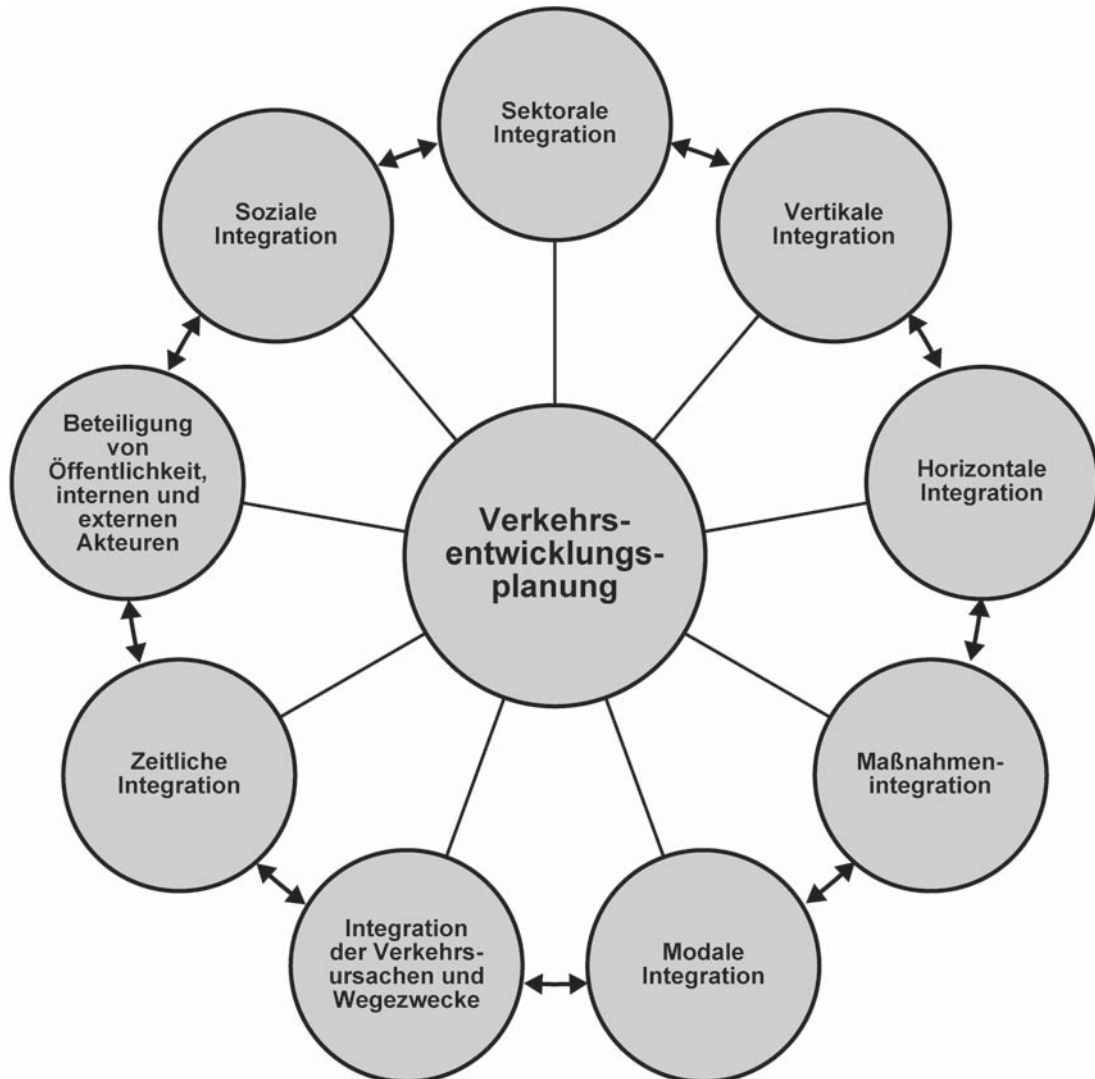 Sektorale
Integration
Vertikale
Integration
Horizontale
Integration
Maßnahmen-
integration
Modale
Integration
Integration
der Verkehrs-
ursachen und
Wegezwecke
Zeitliche
Integration
Beteiligung
von
Öffentlichkeit,
internen und
externen
Akteuren
Soziale
Integration
Verkehrs-
entwicklungs-
planung